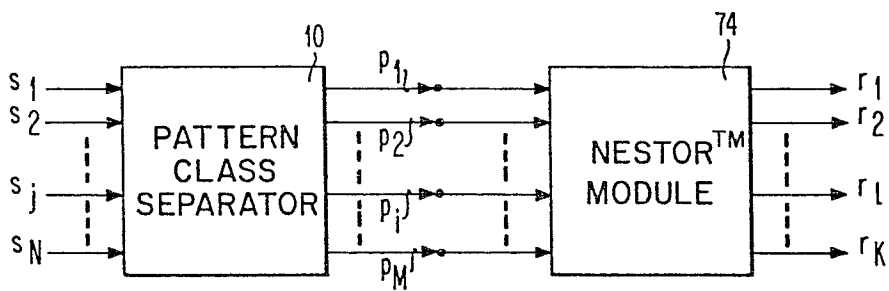 10
74
s1
s2
sj
sN
PATTERN
CLASS
SEPARATOR
p1
p2
pi
pM
NESTOR™
MODULE
r1
r2
rL
rK